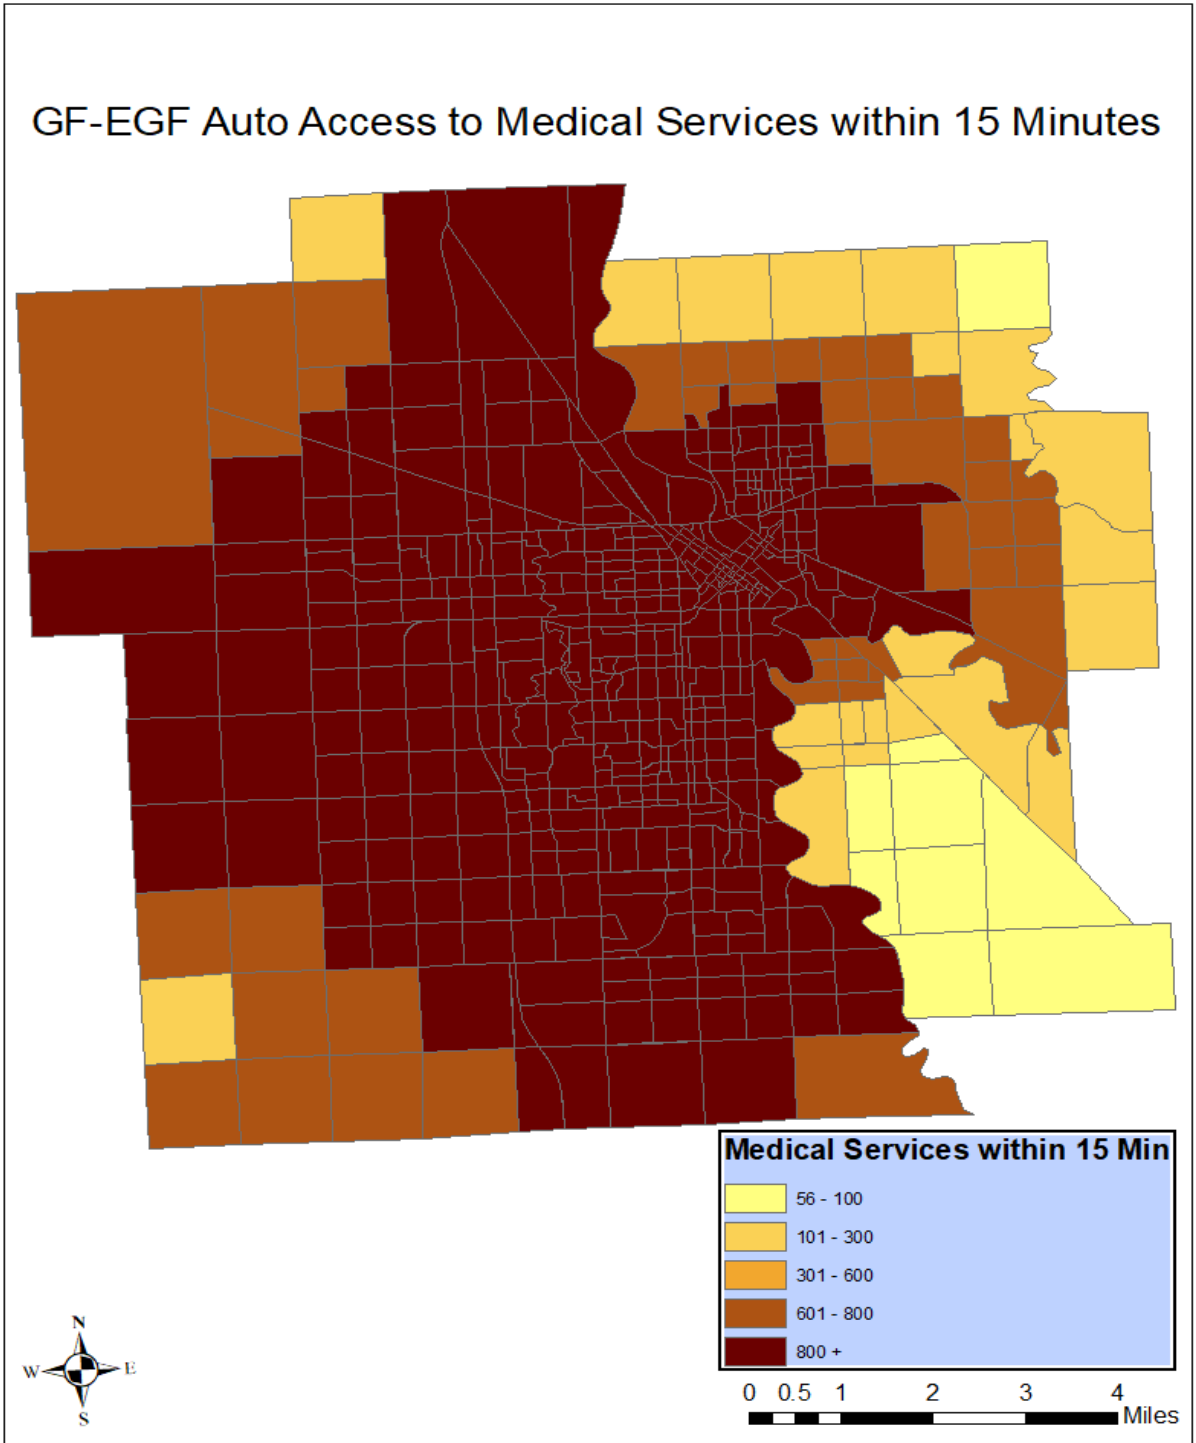 GF-EGF Auto Access to Medical Services within 15 Minutes
Medical Services within 15 Min
56 - 100
101 - 300
301 - 600
601 - 800
800 +
N
W E
S
0 0.5 1 2 3 4
Miles